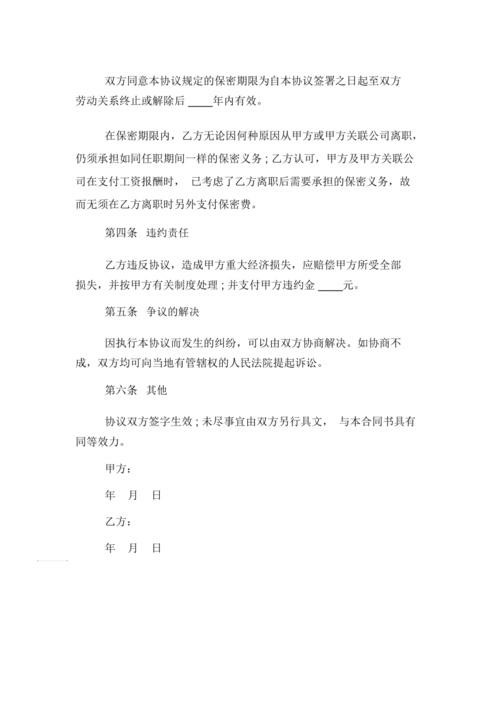 双方同意本协议规定的保密期限为自本协议签署之日起至双方
劳动关系终止或解除后____年内有效。
在保密期限内，乙方无论因何种原因从甲方或甲方关联公司离职，
仍须承担如同任职期间一样的保密义务；乙方认可，甲方及甲方关联公
司在支付工资报酬时， 已考虑了乙方离职后需要承担的保密义务，故
而无须在乙方离职时另外支付保密费。
第四条 违约责任
乙方违反协议，造成甲方重大经济损失，应赔偿甲方所受全部
损失，并按甲方有关制度处理；并支付甲方违约金____元。
第五条 争议的解决
因执行本协议而发生的纠纷，可以由双方协商解决。如协商不
成，双方均可向当地有管辖权的人民法院提起诉讼。
第六条 其他
协议双方签字生效；未尽事宜由双方另行具文， 与本合同书具有
同等效力。
甲方：
年 月 日
乙方：
年 月 日